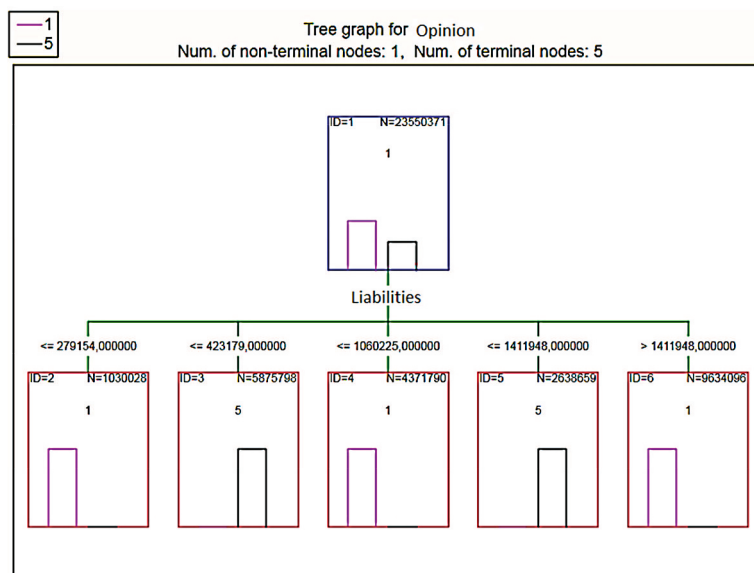 1
5
Tree graph for Opinion
Num. of non-terminal nodes: 1, Num. of terminal nodes: 5
ID=1 N=23550371
1
Liabilities
<= 279154,000000 <= 423179,000000 <= 1060225,000000 <= 1411948,000000 > 1411948,000000
ID=2 N=1030028 ID=3 N=5875798 ID=4 N=4371790 ID=5 N=2638659 ID=6 N=9634096
1 5 1 5 1